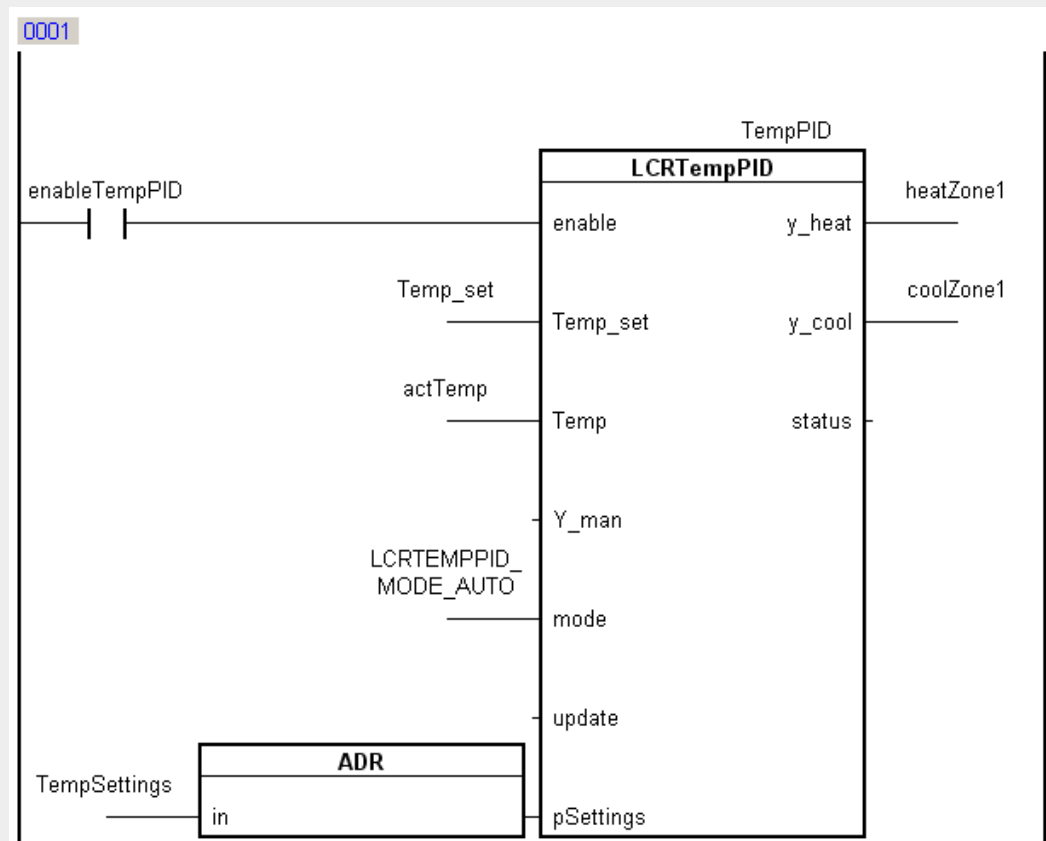 0001
TempPID
LCRTempPID
enableTempPID
heatZone1
enable
y_heat
Temp_set
coolZone1
Temp_set
y_cool
actTemp
Temp
status
Y_man
LCRTEMPPID_
MODE_AUTO
mode
update
ADR
TempSettings
in
pSettings